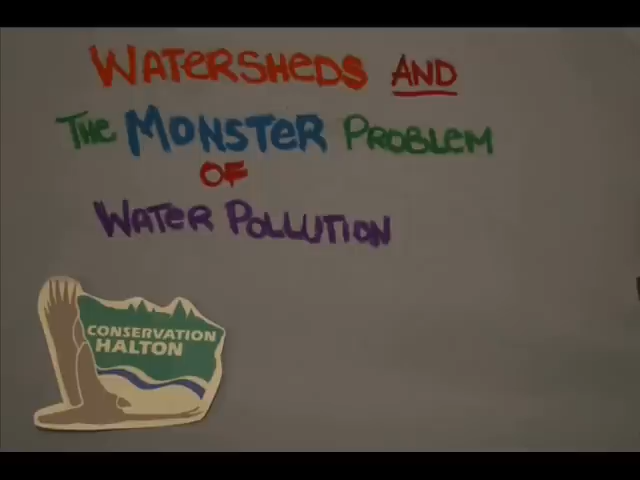 WATERSHEDS AND
THE MONSTER PROBLEM
OF
WATER POLLUTION
CONSERVATION
HALTON